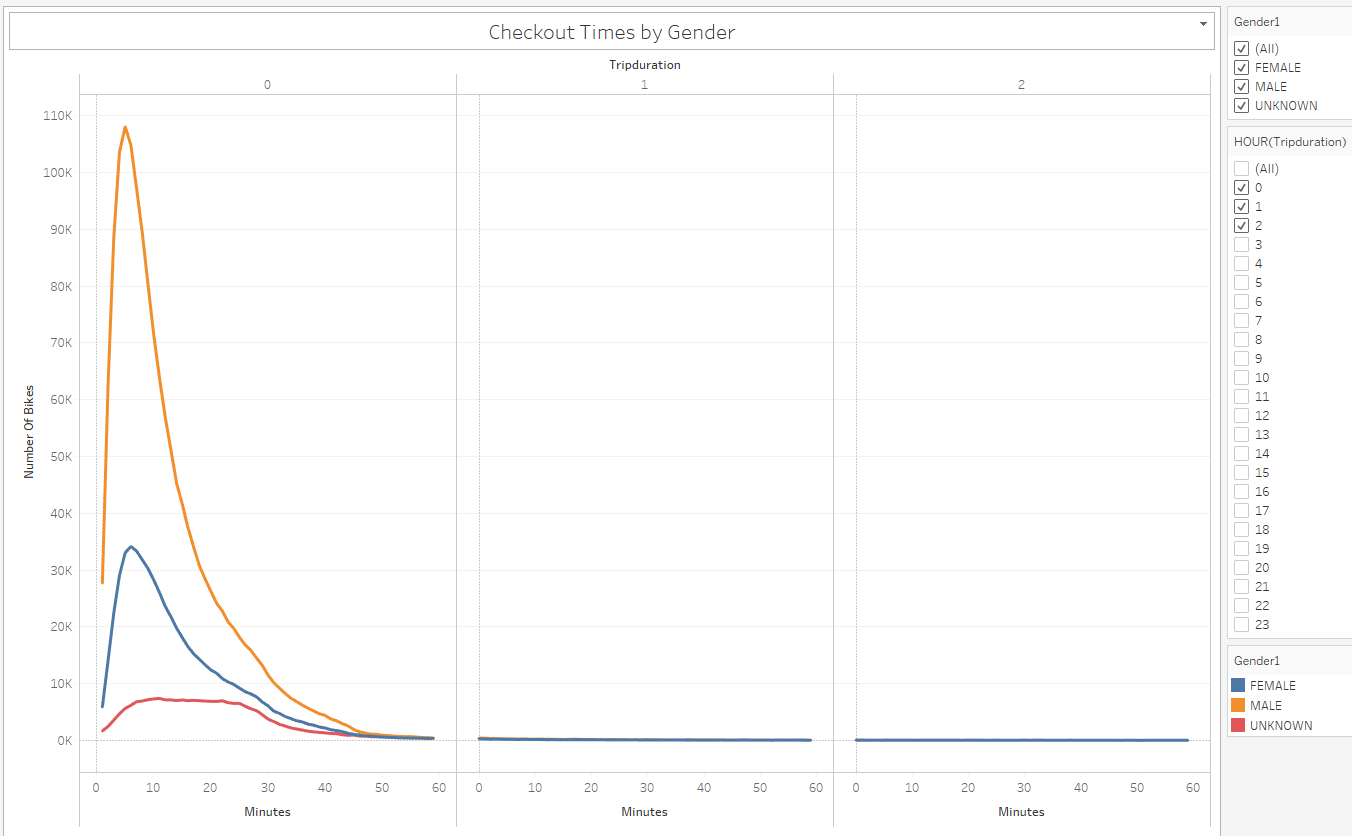 Checkout Times by Gender
Tripduration
0
1
2
110K
100K
90K
80K
70K
60K
50K
40K
30K
20K
10K
0K
Number Of Bikes
0 10 20 30 40 50 60
0 10 20 30 40 50 60
0 10 20 30 40 50 60
Minutes
Minutes
Minutes
Gender1
(All)
FEMALE
MALE
UNKNOWN
HOUR(Tripduration)
(All)
0
1
2
3
4
5
6
7
8
9
10
11
12
13
14
15
16
17
18
19
20
21
22
23
Gender1
FEMALE
MALE
UNKNOWN